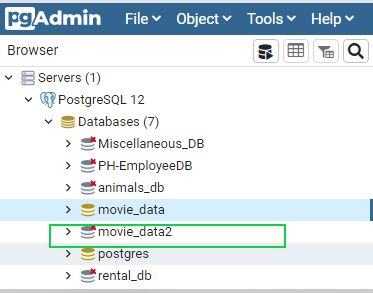 pgAdmin File Object Tools Help
Browser
Servers (1)
PostgreSQL 12
Databases (7)
Miscellaneous_DB
PH-EmployeeDB
animals_db
movie_data
movie_data2
postgres
rental_db